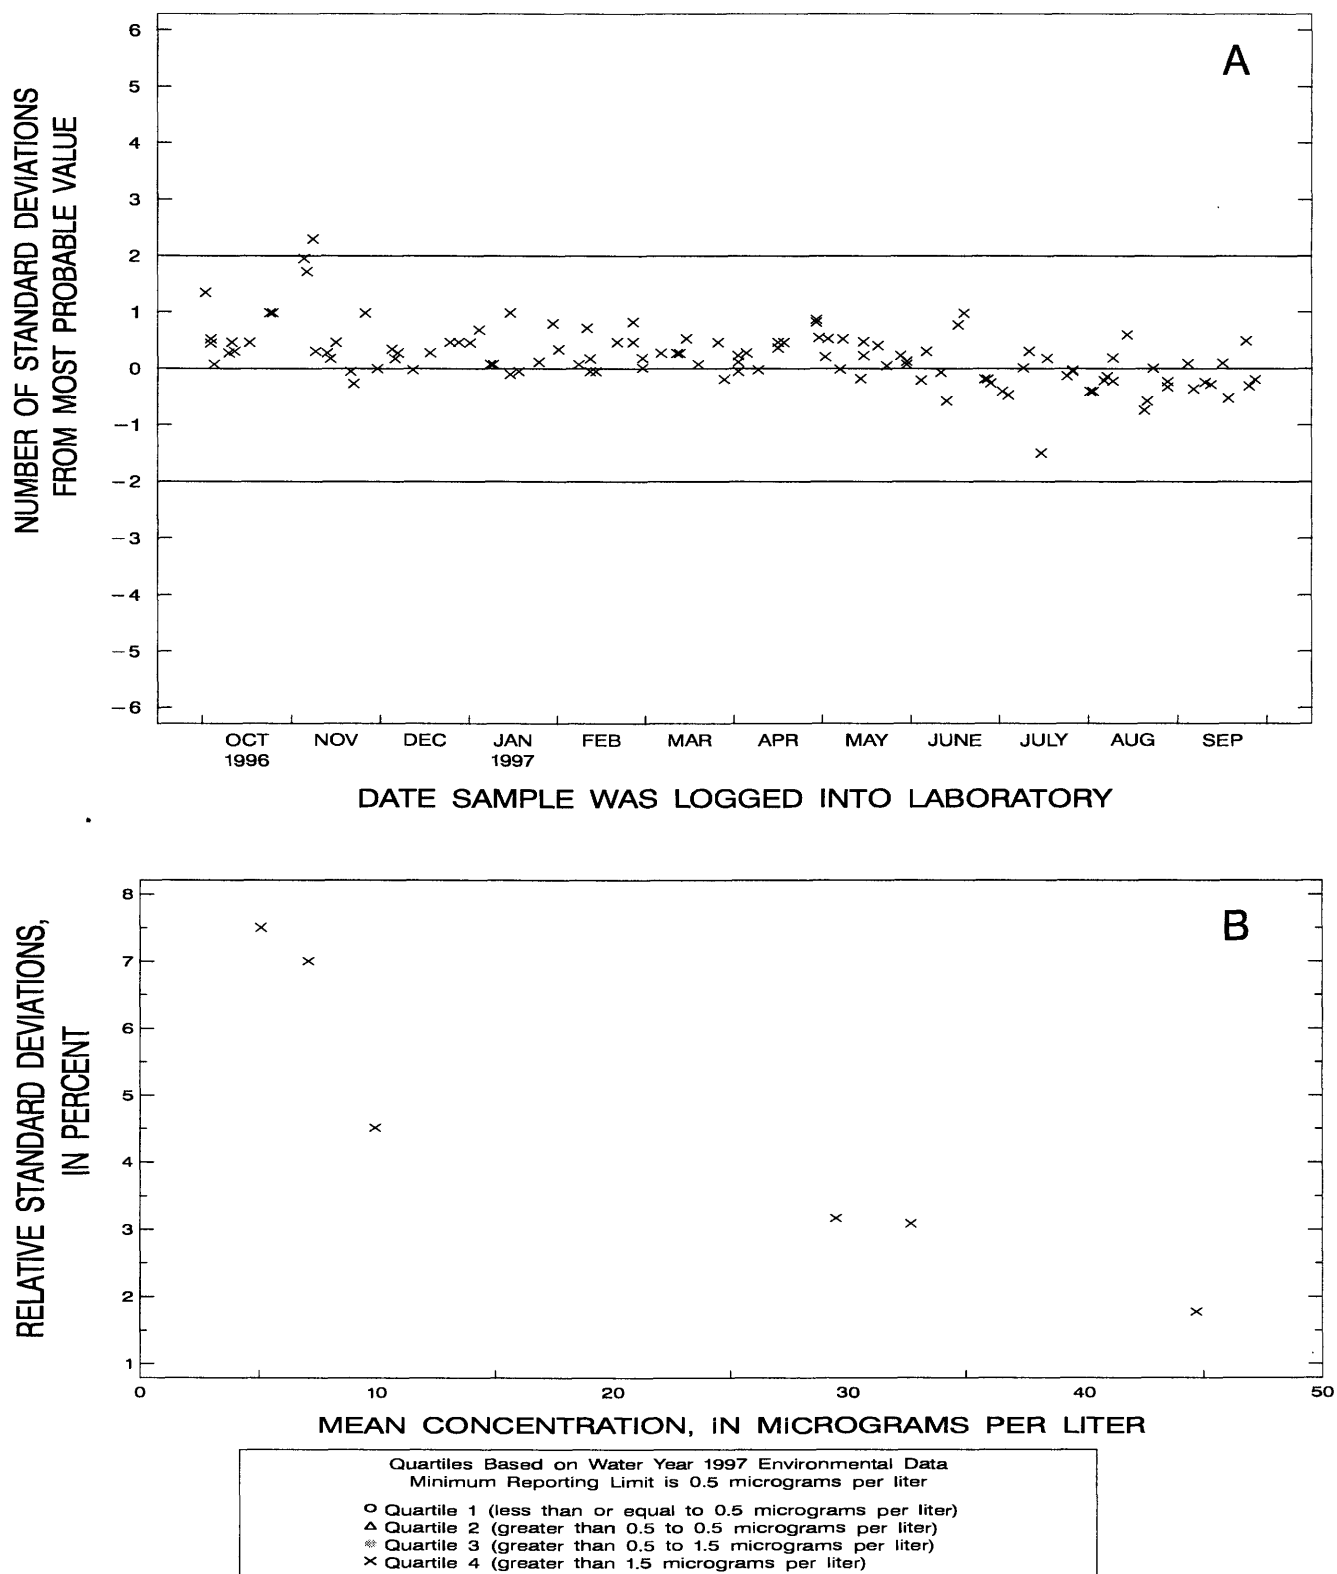 A
NUMBER OF STANDARD DEVIATIONS
FROM MOST PROBABLE VALUE
6
5
4
3
2
1
0
−1
−2
−3
−4
−5
−6
OCT NOV DEC JAN FEB MAR APR MAY JUNE JULY AUG SEP
1996 1997
DATE SAMPLE WAS LOGGED INTO LABORATORY
B
RELATIVE STANDARD DEVIATIONS,
IN PERCENT
8
7
6
5
4
3
2
1
0 10 20 30 40 50
MEAN CONCENTRATION, iN MiCROGRAMS PER LITER
Quartiles Based on Water Year 1997 Environmental Data
Minimum Reporting Limit is 0.5 micrograms per liter
Quartile 1 (less than or equal to 0.5 micrograms per liter)
Quartile 2 (greater than 0.5 to 0.5 micrograms per liter)
Quartile 3 (greater than 0.5 to 1.5 micrograms per liter)
Quartile 4 (greater than 1.5 micrograms per liter)